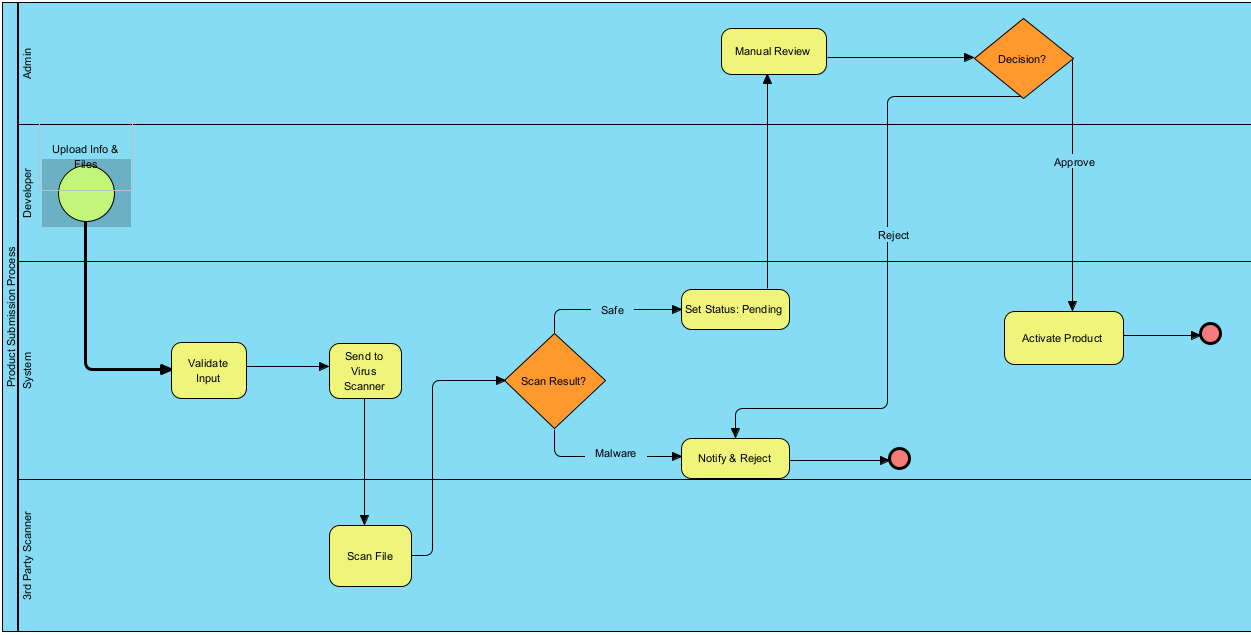 Product Submission Process
Admin
Manual Review
Decision?
Developer
Upload Info &
Files
Approve
Reject
System
Validate
Input
Send to
Virus
Scanner
Scan Result?
Safe
Set Status: Pending
Malware
Notify & Reject
Activate Product
3rd Party Scanner
Scan File